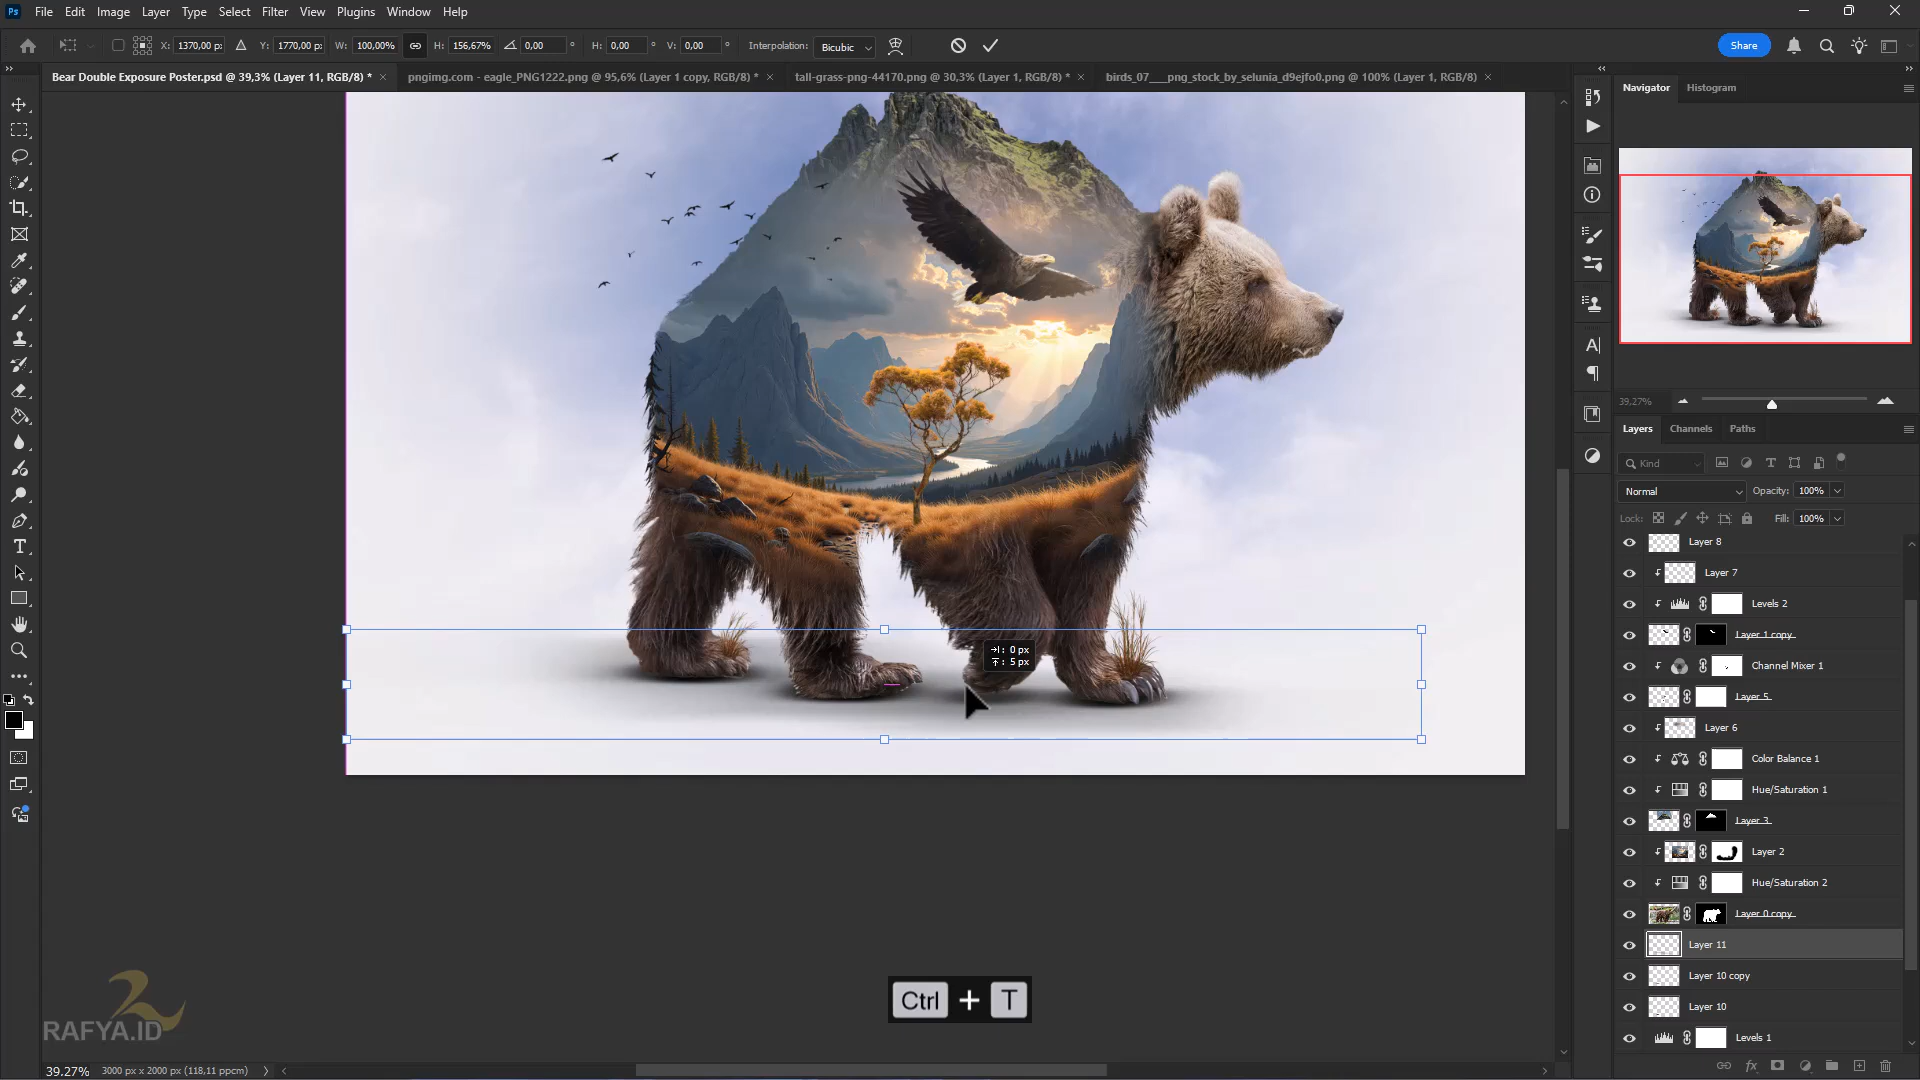 Ps File Edit Image Layer Type Select Filter View Plugins Window Help
X: 1370,00 px Y: 1770,00 px W: 100,00% H: 156,67% 0,00 ° H: 0,00 ° V: 0,00 ° Interpolation: Bicubic Share
Bear Double Exposure Poster.psd @ 39,3% (Layer 11, RGB/8) * × pngimg.com - eagle_PNG1222.png @ 95,6% (Layer 1 copy, RGB/8) * × tall-grass-png-44170.png @ 30,3% (Layer 1, RGB/8) * × birds_07___png_stock_by_selunia_d9ejfo0.png @ 100% (Layer 1, RGB/8) ×
Navigator Histogram
39,27%
Layers Channels Paths
Kind
Normal Opacity: 100%
Lock: Fill: 100%
Layer 8
Layer 7
Levels 2
Layer 1 copy
Channel Mixer 1
Layer 5
Layer 6
Color Balance 1
Hue/Saturation 1
Layer 3
Layer 2
Hue/Saturation 2
Layer 0 copy
Layer 11
Layer 10 copy
Layer 10
Levels 1
: 0 px
: 5 px
Ctrl + T
RAFYA.ID
39,27% 3000 px x 2000 px (118,11 ppcm)